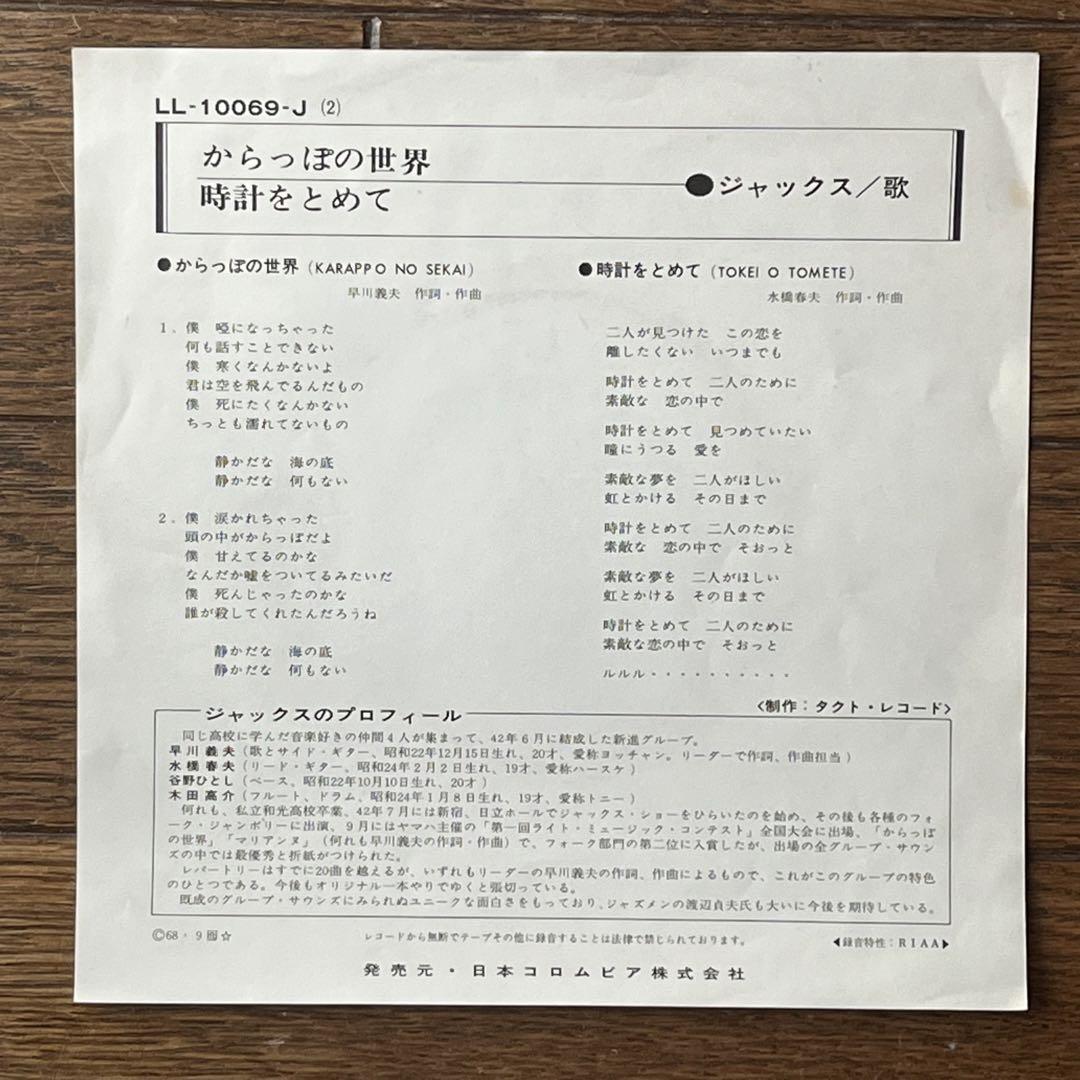 LL-10069-J (2)
からっぽの世界
時計をとめて
●ジャックス/歌
●からっぽの世界 (KARAPPO NO SEKAI)
早川義夫 作詞・作曲
1. 僕 啞になっちゃった
何も話すことできない
僕 寒くなんかないよ
君は空を飛んでるんだもの
僕 死にたくなんかない
ちっとも濡れてないもの
静かだな 海の底
静かだな 何もない
2. 僕 涙かれちゃった
頭の中がからっぽだよ
僕 甘えてるのかな
なんだか嘘をついてるみたいだ
僕 死んじゃったのかな
誰が殺してくれたんだろうね
静かだな 海の底
静かだな 何もない
●時計をとめて (TOKEI O TOMETE)
水橋春夫 作詞・作曲
二人が見つけた この恋を
離したくない いつまでも
時計をとめて 二人のために
素敵な 恋の中で
時計をとめて 見つめていたい
瞳にうつる 愛を
素敵な夢を 二人がほしい
虹とかける その日まで
時計をとめて 二人のために
素敵な 恋の中で そおっと
素敵な夢を 二人がほしい
虹とかける その日まで
時計をとめて 二人のために
素敵な恋の中で そおっと
ルルル・・・・・・・・・・
<制作:タクト・レコード>
ジャックスのプロフィール
同じ高校に学んだ音楽好きの仲間4人が集まって、42年6月に結成した新進グループ。
早川義夫(歌とサイド・ギター、昭和22年12月15日生れ、20才、愛称ヨッチャン。リーダーで作詞、作曲担当)
水橋春夫(リード・ギター、昭和24年2月2日生れ、19才、愛称ハースケ)
谷野ひとし(ベース、昭和22年10月10日生れ、20才)
木田高介(フルート、ドラム、昭和24年1月8日生れ、19才、愛称トニー)
何れも、私立和光高校卒業、42年7月には新宿、日立ホールでジャックス・ショーをひらいたのを始め、その後も各種のフォ
ーク・ジャンボリーに出演、9月にはヤマハ主催の「第一回ライト・ミュージック・コンテスト」全国大会に出場、「からっぽ
の世界」「マリアンヌ」(何れも早川義夫の作詞・作曲)で、フォーク部門の第二位に入賞したが、出場の全グループ・サウン
ズの中では最優秀と折紙がつけられた。
レパートリーはすでに20曲を越えるが、いずれもリーダーの早川義夫の作詞、作曲によるもので、これがこのグループの特色
のひとつである。今後もオリジナル一本やりでゆくと張切っている。
既成のグループ・サウンズにみられぬユニークな面白さをもっており、ジャズメンの渡辺貞夫氏も大いに今後を期待している。
©68・9 ☆
レコードから無断でテープその他に録音することは法律で禁じられております。
◀録音特性:RIAA▶
発売元・日本コロムビア株式会社